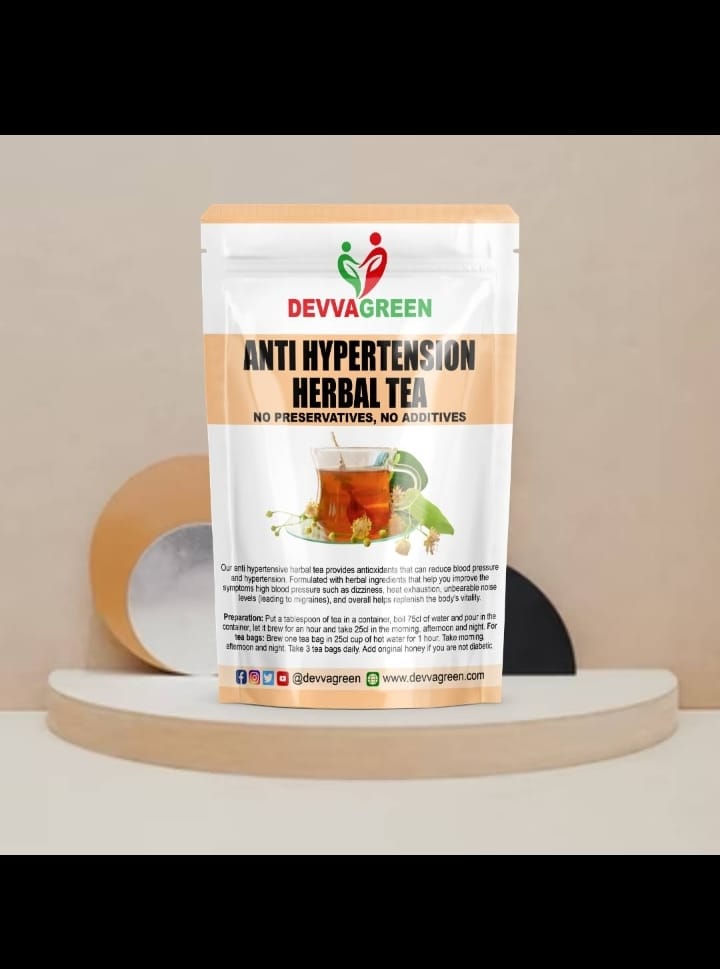 DEVVAGREEN
ANTI HYPERTENSION
HERBAL TEA
NO PRESERVATIVES, NO ADDITIVES
Our anti hypertensive herbal tea provides antioxidants that can reduce blood pressure
and hypertension. Formulated with herbal ingredients that help you improve the
symptoms high blood pressure such as dizziness, heat exhaustion, unbearable noise
levels (leading to migraines), and overall helps replenish the body's vitality.
Preparation: Put a tablespoon of tea in a container, boil 75cl of water and pour in the
container, let it brew for an hour and take 25cl in the morning, afternoon and night. For
tea bags: Brew one tea bag in 25cl cup of hot water for 1 hour. Take morning,
afternoon and night. Take 3 tea bags daily. Add original honey if you are not diabetic
@devvagreen www.devvagreen.com